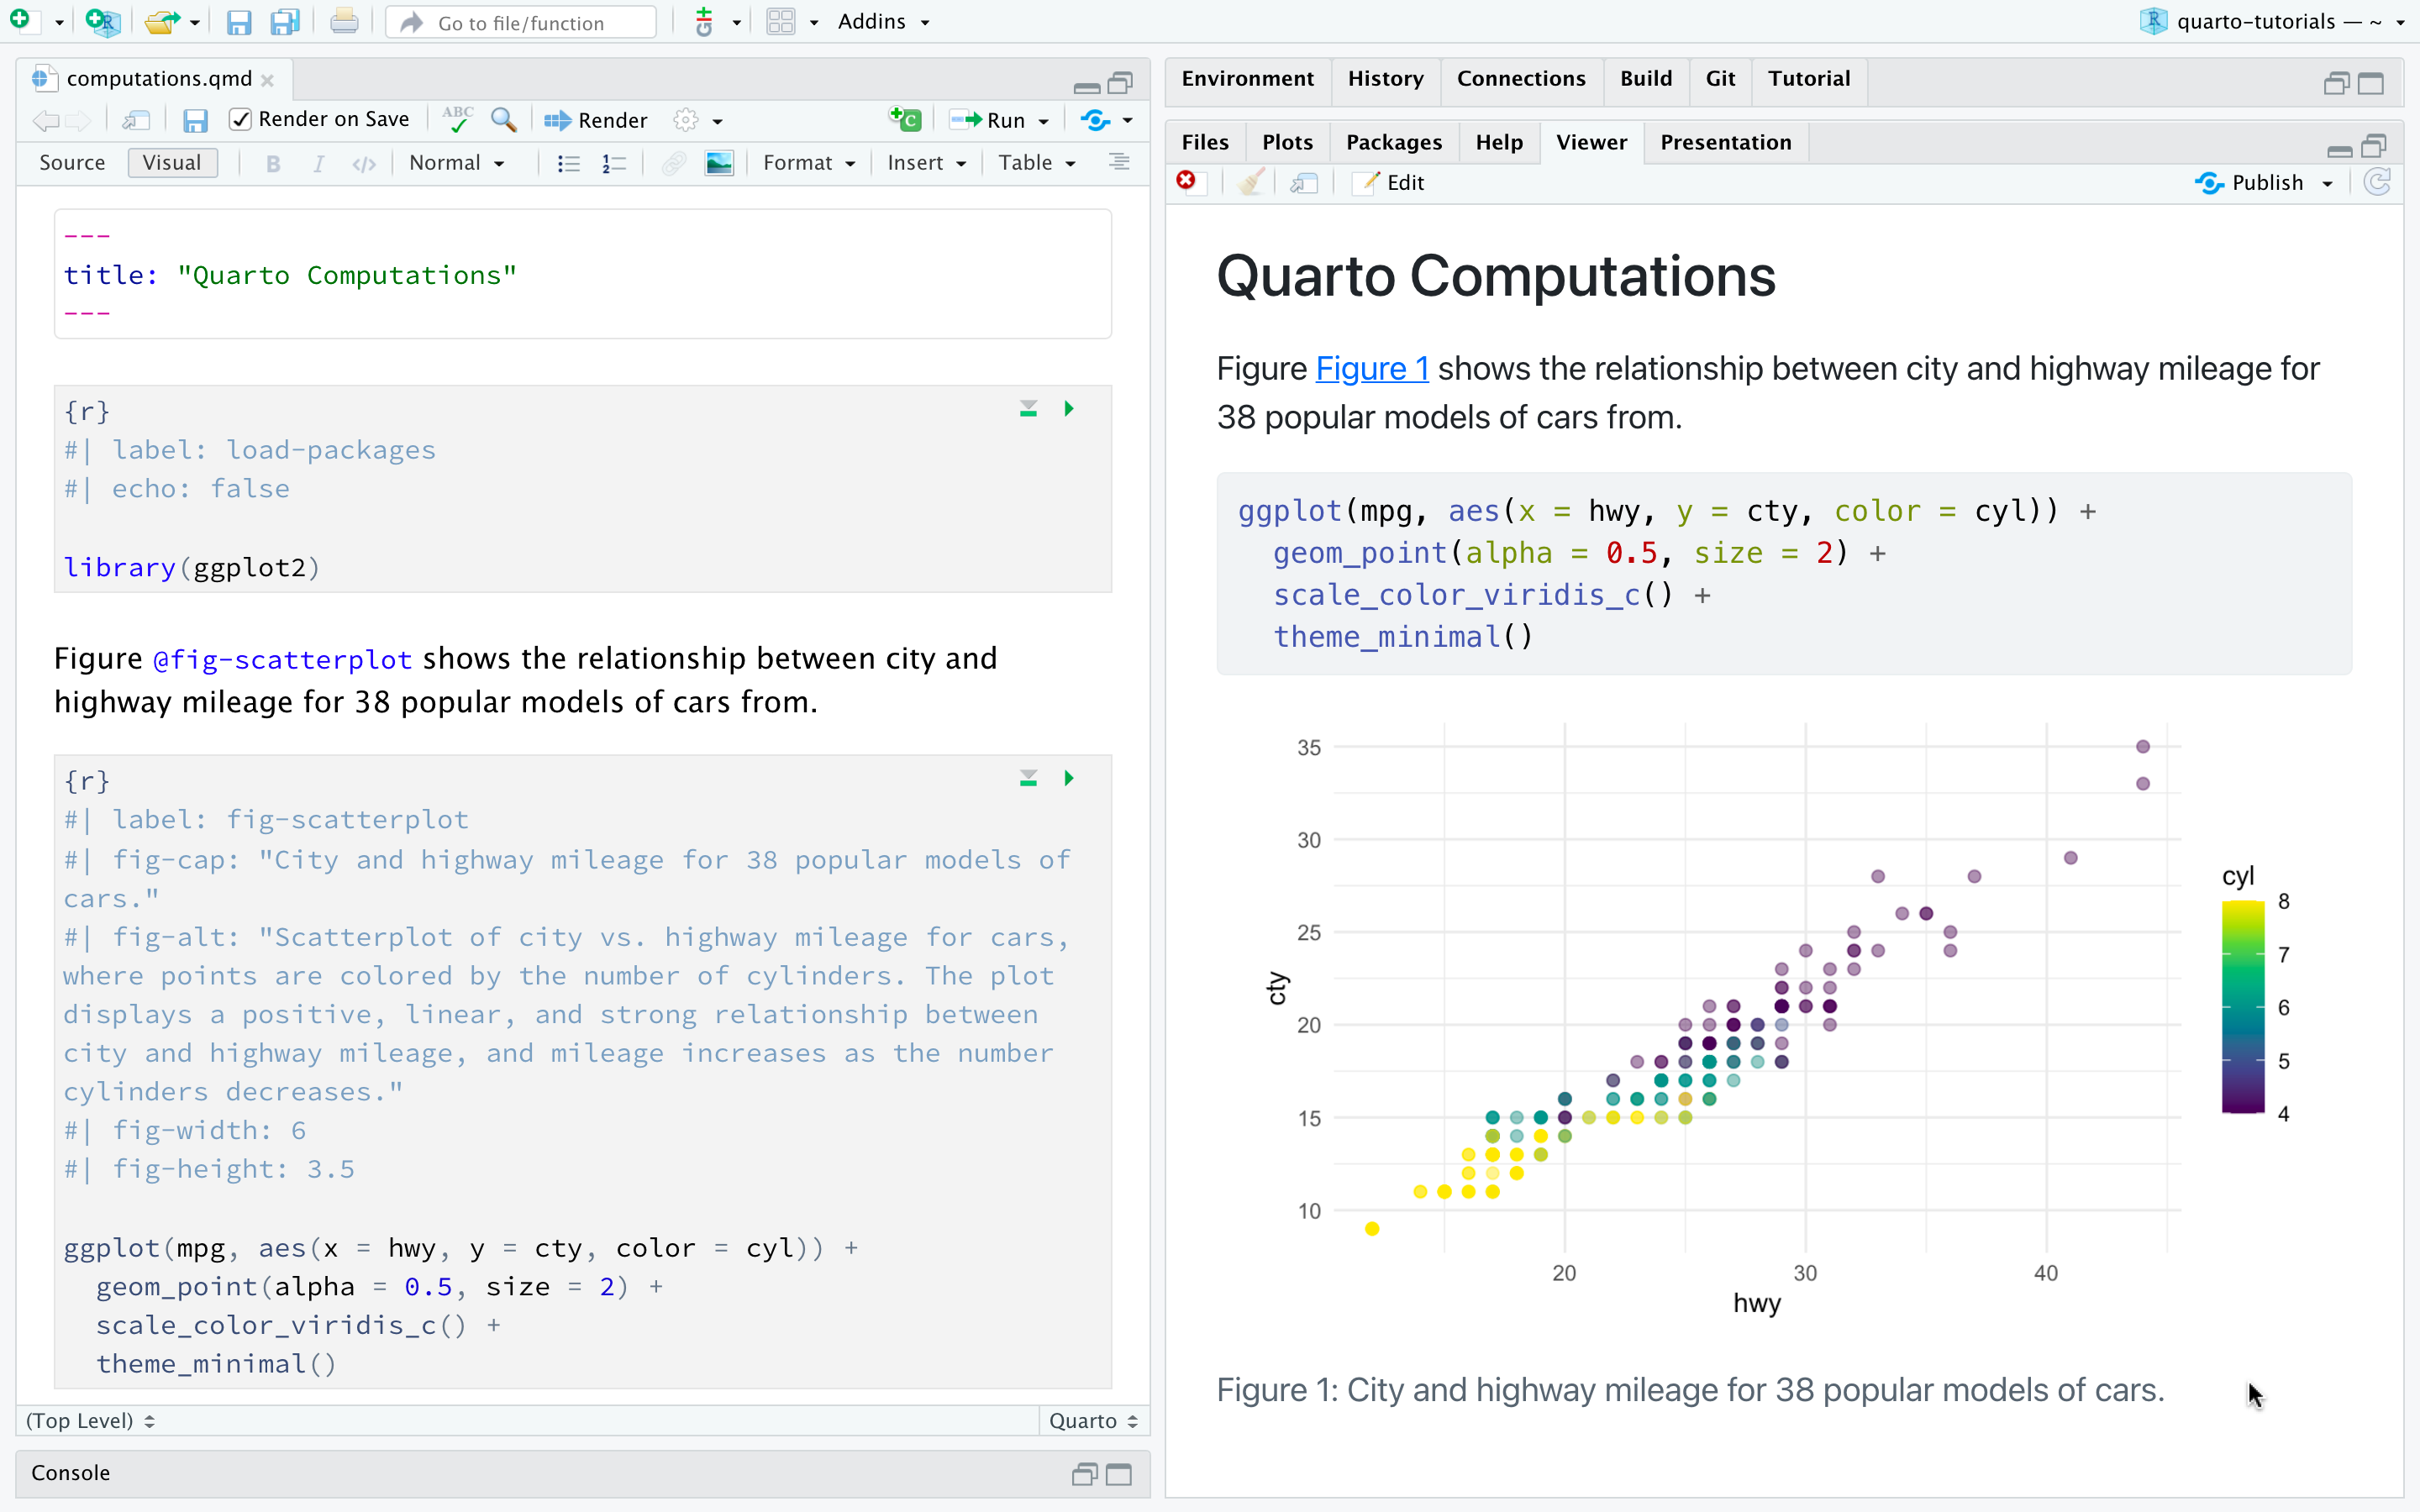 Go to file/function
Addins
quarto-tutorials — ~
computations.qmd
Render on Save
ABC
Render
C
Run
Source
Visual
B
I
</>
Normal
Format
Insert
Table
---
title: "Quarto Computations"
---
{r}
#| label: load-packages
#| echo: false
library(ggplot2)
Figure @fig-scatterplot shows the relationship between city and
highway mileage for 38 popular models of cars from.
{r}
#| label: fig-scatterplot
#| fig-cap: "City and highway mileage for 38 popular models of
cars."
#| fig-alt: "Scatterplot of city vs. highway mileage for cars,
where points are colored by the number of cylinders. The plot
displays a positive, linear, and strong relationship between
city and highway mileage, and mileage increases as the number
cylinders decreases."
#| fig-width: 6
#| fig-height: 3.5
ggplot(mpg, aes(x = hwy, y = cty, color = cyl)) +
  geom_point(alpha = 0.5, size = 2) +
  scale_color_viridis_c() +
  theme_minimal()
(Top Level)
Quarto
Console
Environment
History
Connections
Build
Git
Tutorial
Files
Plots
Packages
Help
Viewer
Presentation
Edit
Publish
Quarto Computations
Figure Figure 1 shows the relationship between city and highway mileage for
38 popular models of cars from.
ggplot(mpg, aes(x = hwy, y = cty, color = cyl)) +
  geom_point(alpha = 0.5, size = 2) +
  scale_color_viridis_c() +
  theme_minimal()
35
30
25
20
15
10
cty
20
30
40
hwy
cyl
8
7
6
5
4
Figure 1: City and highway mileage for 38 popular models of cars.